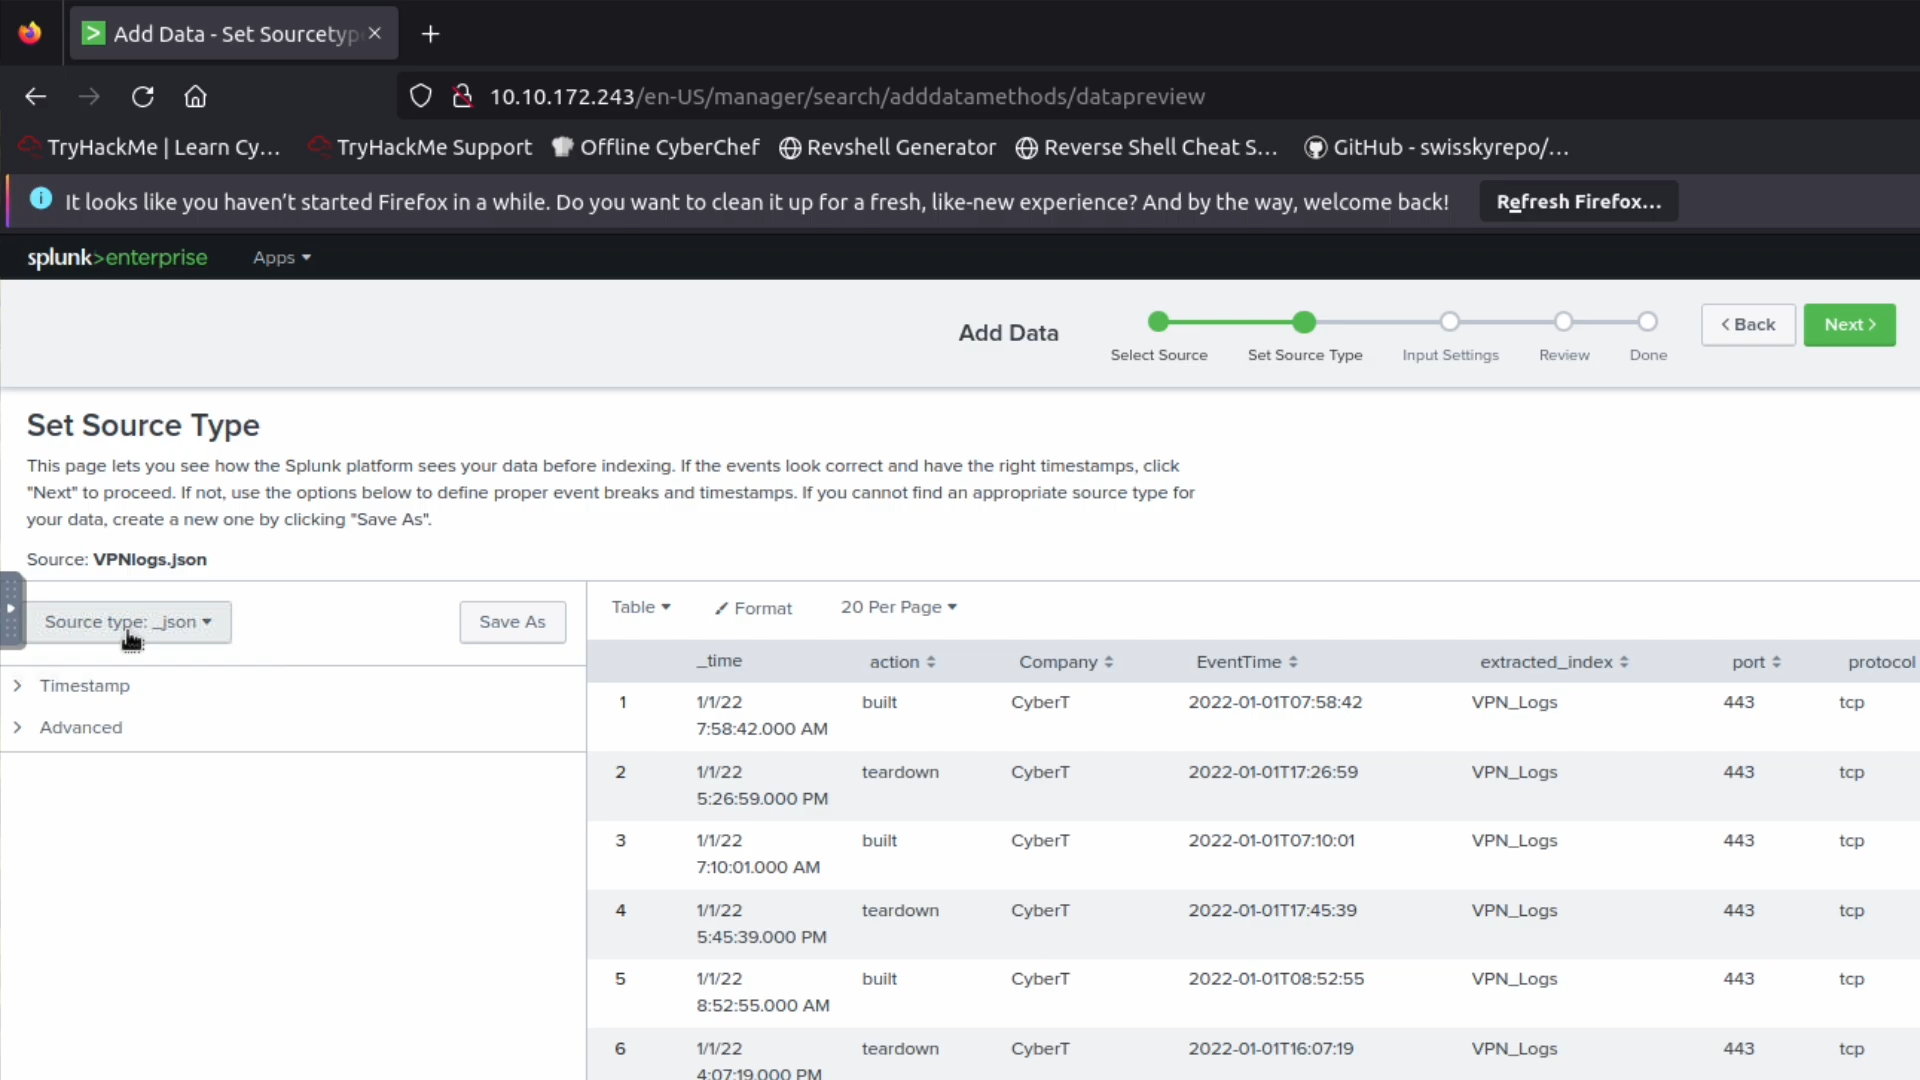 Add Data - Set Sourcetyp
10.10.172.243/en-US/manager/search/adddatamethods/datapreview
TryHackMe | Learn Cy... TryHackMe Support Offline CyberChef Revshell Generator Reverse Shell Cheat S... GitHub - swisskyrepo/...
It looks like you haven't started Firefox in a while. Do you want to clean it up for a fresh, like-new experience? And by the way, welcome back! Refresh Firefox...
splunk>enterprise Apps
Add Data Select Source Set Source Type Input Settings Review Done < Back Next >
Set Source Type
This page lets you see how the Splunk platform sees your data before indexing. If the events look correct and have the right timestamps, click
"Next" to proceed. If not, use the options below to define proper event breaks and timestamps. If you cannot find an appropriate source type for
your data, create a new one by clicking "Save As".
Source: VPNlogs.json
Source type: _json Save As
Timestamp
Advanced
Table Format 20 Per Page
_time action Company EventTime extracted_index port protocol
1 1/1/22 built CyberT 2022-01-01T07:58:42 VPN_Logs 443 tcp
7:58:42.000 AM
2 1/1/22 teardown CyberT 2022-01-01T17:26:59 VPN_Logs 443 tcp
5:26:59.000 PM
3 1/1/22 built CyberT 2022-01-01T07:10:01 VPN_Logs 443 tcp
7:10:01.000 AM
4 1/1/22 teardown CyberT 2022-01-01T17:45:39 VPN_Logs 443 tcp
5:45:39.000 PM
5 1/1/22 built CyberT 2022-01-01T08:52:55 VPN_Logs 443 tcp
8:52:55.000 AM
6 1/1/22 teardown CyberT 2022-01-01T16:07:19 VPN_Logs 443 tcp
4:07:19.000 PM